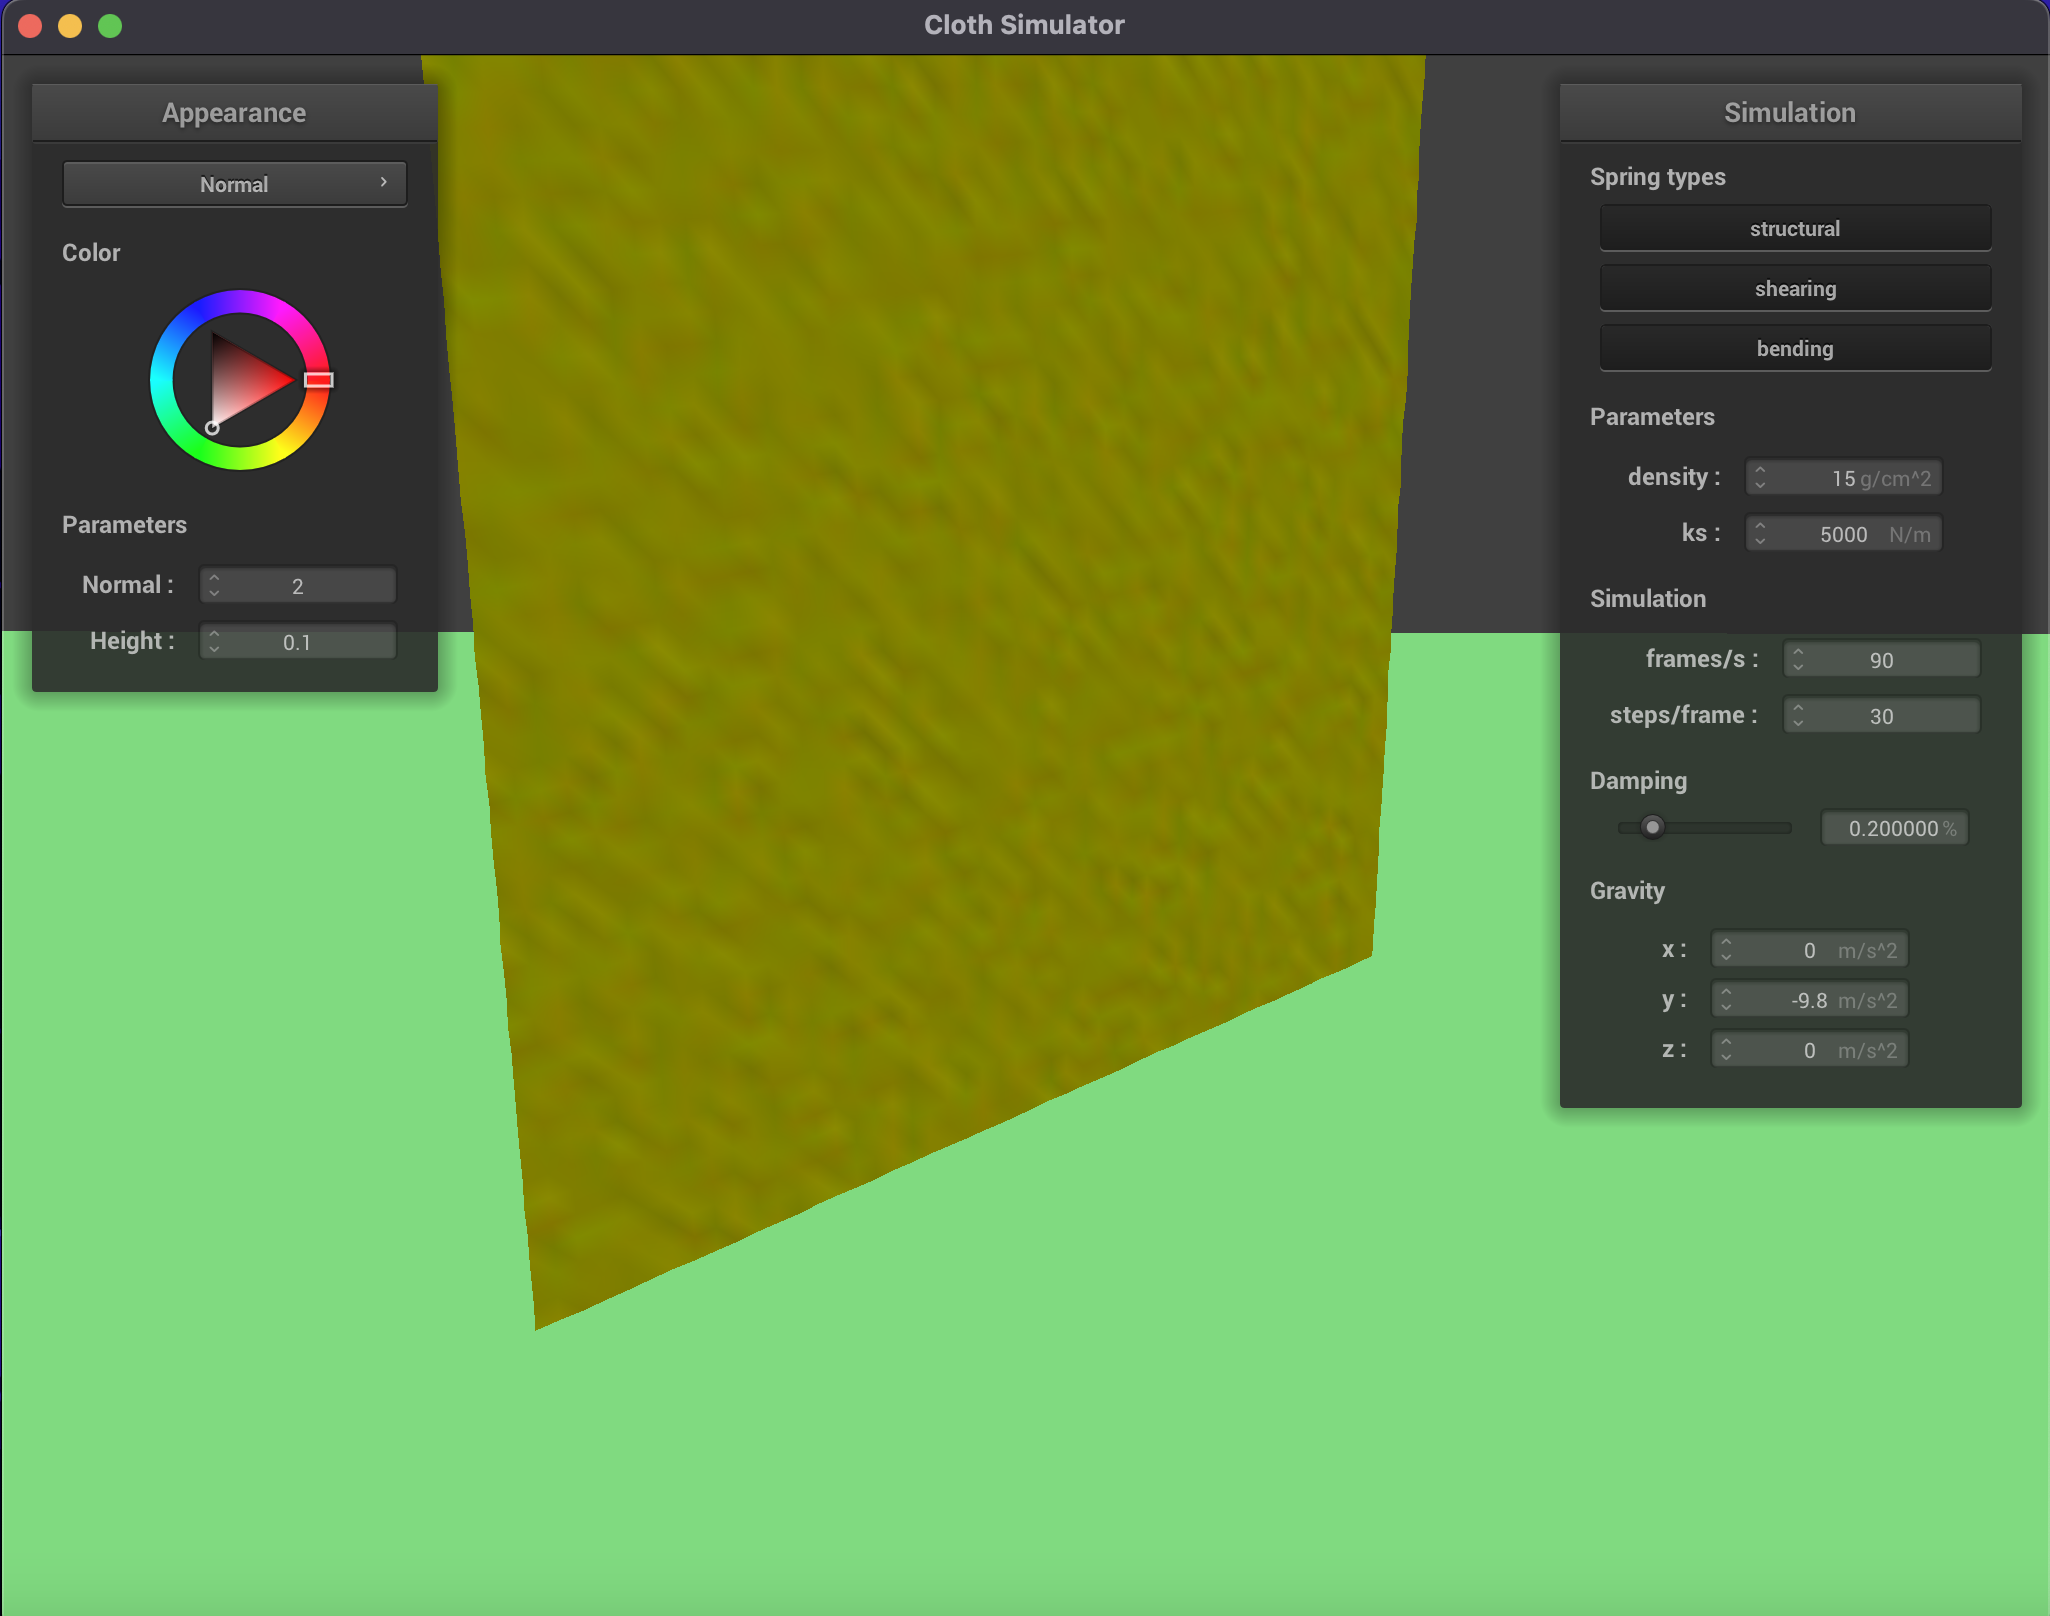 Cloth Simulator
Appearance
Normal
Color
Parameters
Normal : 2
Height : 0.1
Simulation
Spring types
structural
shearing
bending
Parameters
density : 15 g/cm^2
ks : 5000 N/m
Simulation
frames/s : 90
steps/frame : 30
Damping
0.200000 %
Gravity
x : 0 m/s^2
y : -9.8 m/s^2
z : 0 m/s^2